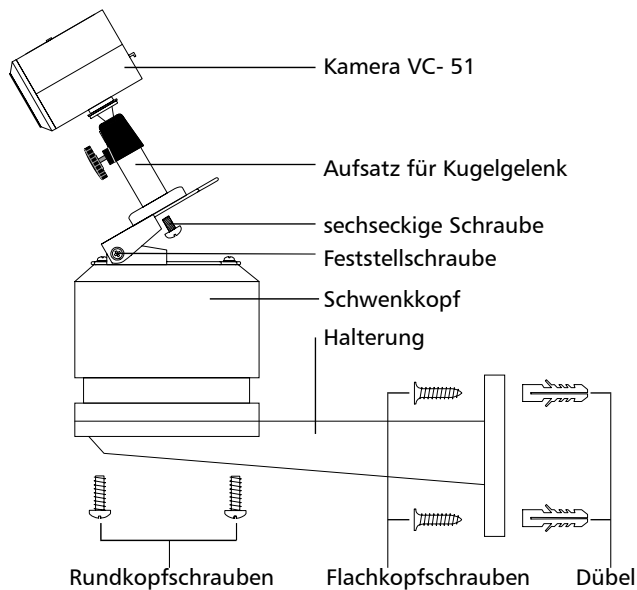 Kamera VC- 51
Aufsatz für Kugelgelenk
sechseckige Schraube
Feststellschraube
Schwenkkopf
Halterung
Rundkopfschrauben
Flachkopfschrauben
Dübel